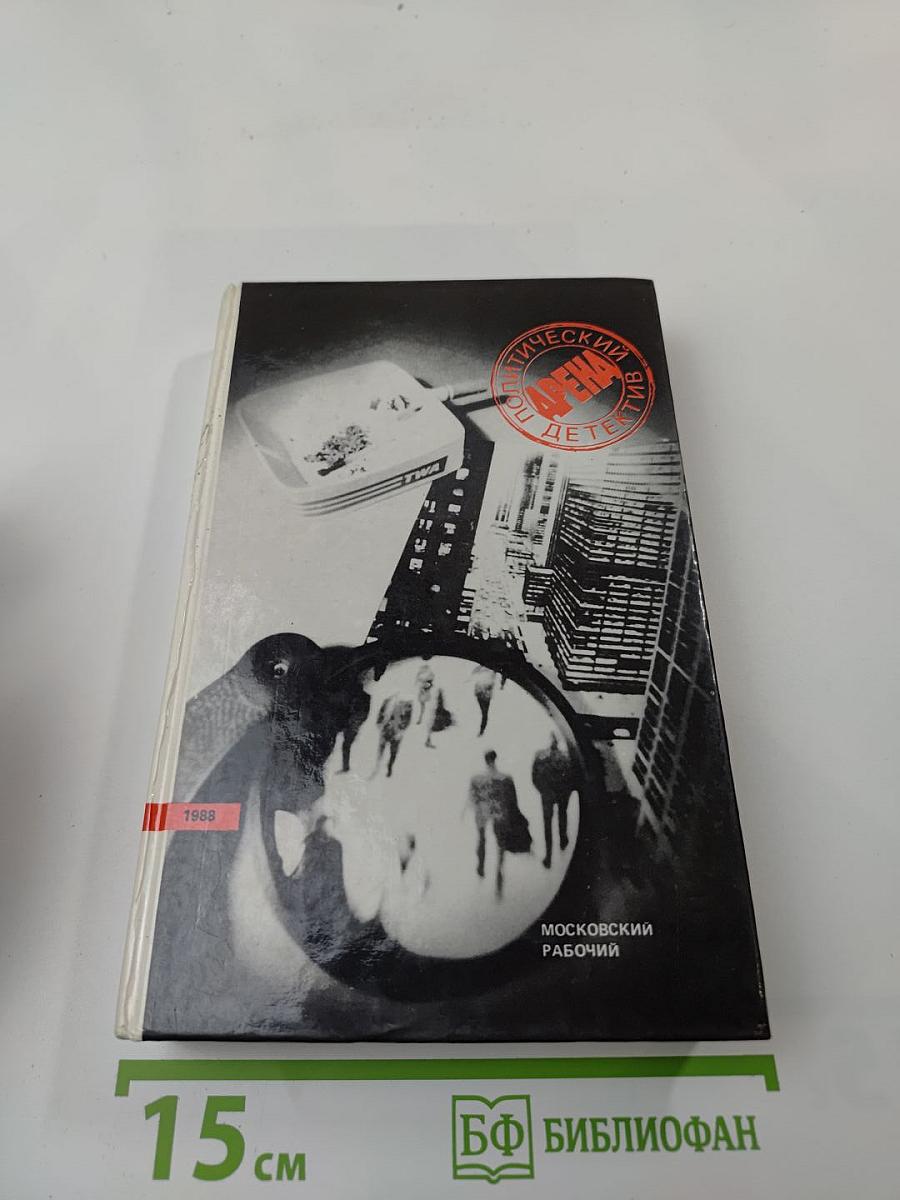 ПОЛИТИЧЕСКИЙ
АРЕНА
ДЕТЕКТИВ
TWA
1988
МОСКОВСКИЙ
РАБОЧИЙ
15 см
БФ БИБЛИОФАН